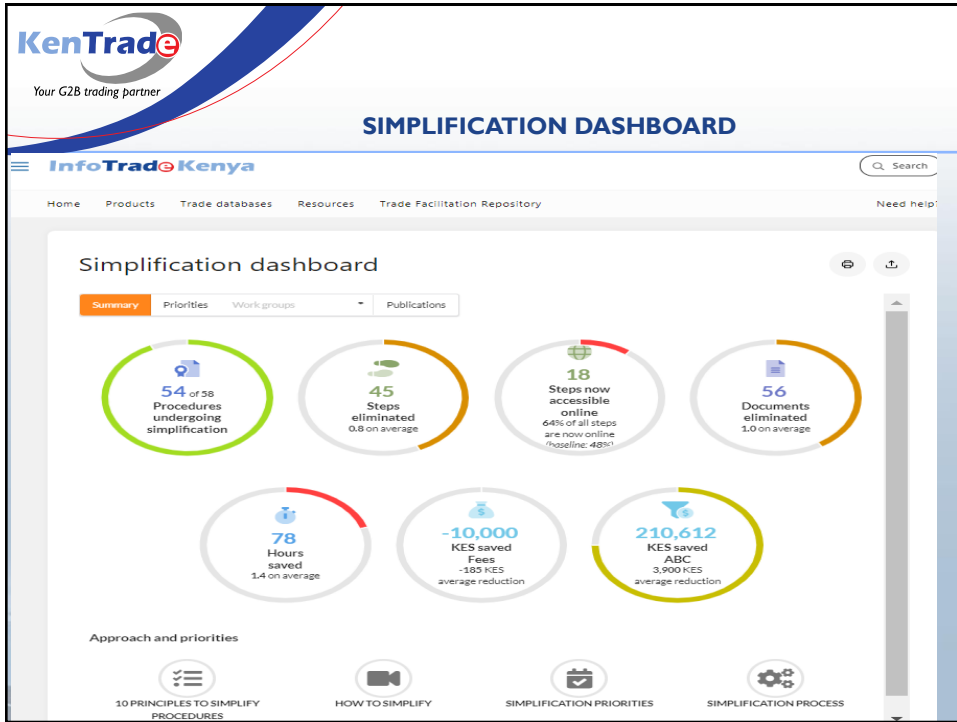 KenTrade
Your G2B trading partner
SIMPLIFICATION DASHBOARD
InfoTradeKenya
Search
Home Products Trade databases Resources Trade Facilitation Repository Need help?
Simplification dashboard
Summary Priorities Work groups Publications
54 of 58
Procedures
undergoing
simplification
45
Steps
eliminated
0.8 on average
18
Steps now
accessible
online
64% of all steps
are now online
(baseline: 48%)
56
Documents
eliminated
1.0 on average
78
Hours
saved
1.4 on average
-10,000
KES saved
Fees
-185 KES
average reduction
210,612
KES saved
ABC
3,900 KES
average reduction
Approach and priorities
10 PRINCIPLES TO SIMPLIFY
PROCEDURES
HOW TO SIMPLIFY
SIMPLIFICATION PRIORITIES
SIMPLIFICATION PROCESS